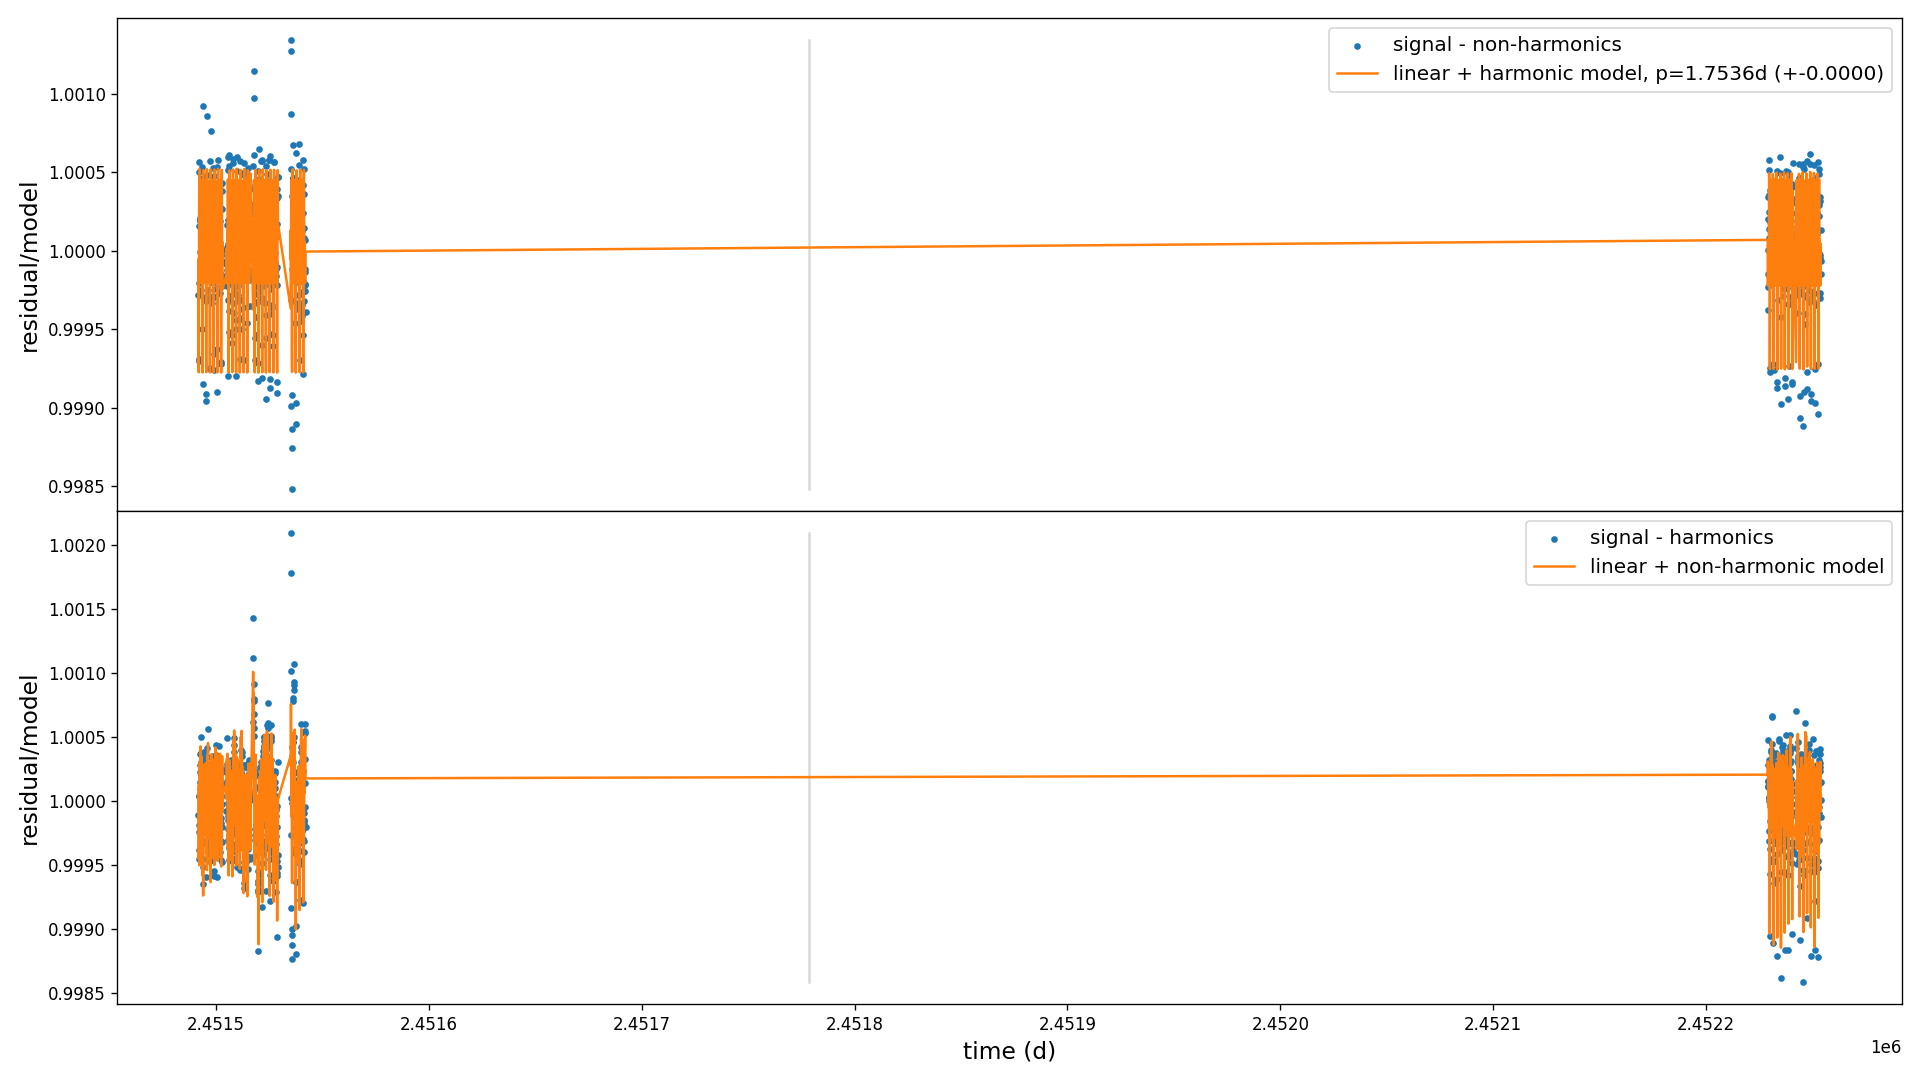 signal - non-harmonics
linear + harmonic model, p=1.7536d (+-0.0000)
1.0010
1.0005
1.0000
0.9995
0.9990
0.9985
residual/model
signal - harmonics
linear + non-harmonic model
1.0020
1.0015
1.0010
1.0005
1.0000
0.9995
0.9990
0.9985
residual/model
2.4515 2.4516 2.4517 2.4518 2.4519 2.4520 2.4521 2.4522
1e6
time (d)